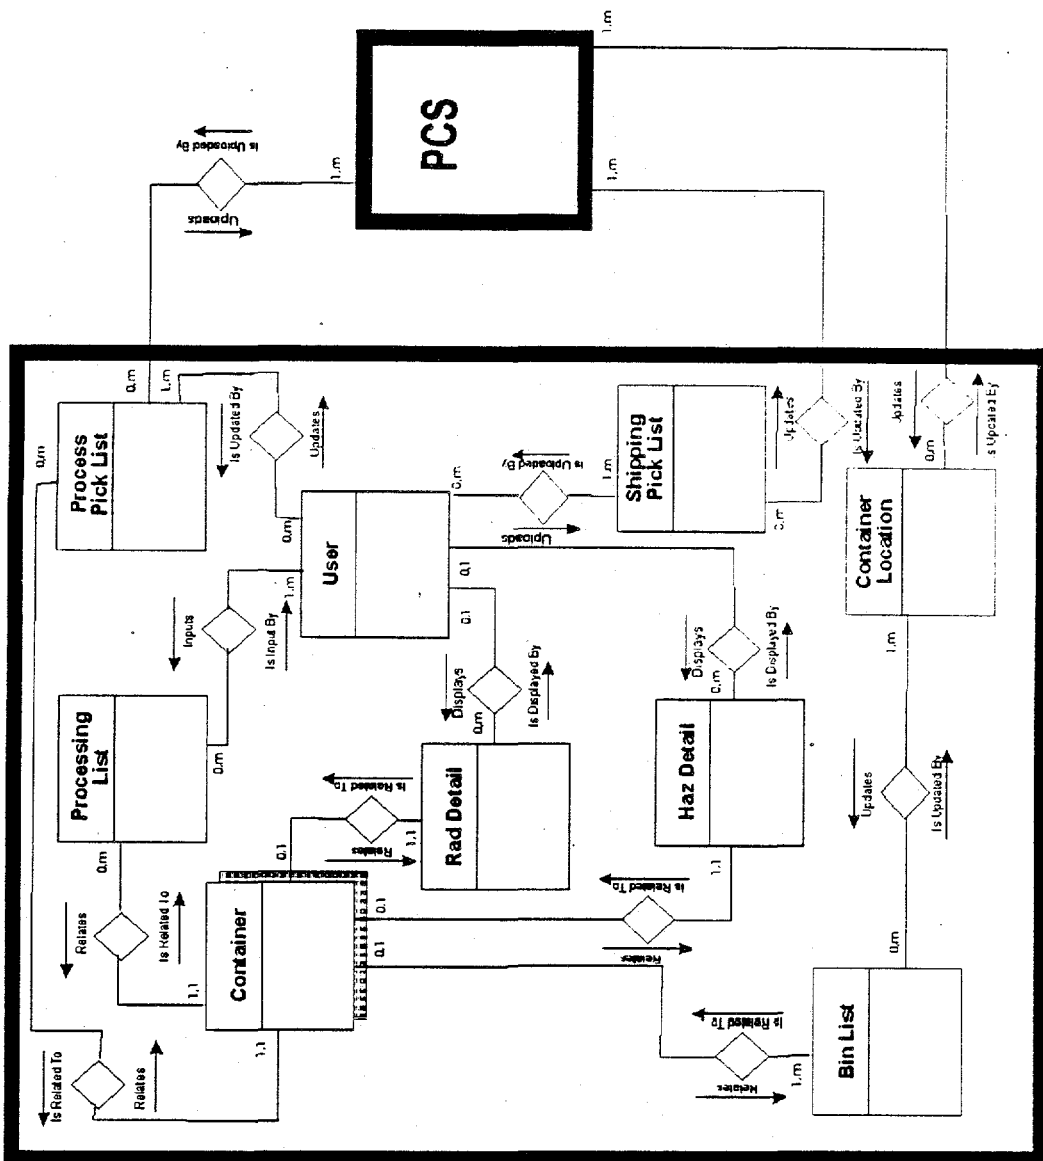 PCS
1,m
1,m
1,m
Is Uploaded By
Uploads
0,m
1,m
0,m
Process
Pick List
Is Updated By
Updates
0,m
User
1,m
0,m
0,1
0,1
Is Uploaded By
Uploads
1,m
Shipping
Pick List
0,m
Updates
Is Updated By
Updates
Is Updated By
0,m
Container
Location
1,m
Inputs
Is Input By
Processing
List
0,m
0,m
Displays
Is Displayed By
0,m
Rad Detail
1,1
Displays
Is Displayed By
0,m
Haz Detail
1,1
Updates
Is Updated By
0,m
Is Related To
Relates
0,1
Relates
Is Related To
1,1
Container
0,1
0,1
1,1
Is Related To
Relates
Is Related To
Relates
Is Related To
Relates
1,m
Bin List